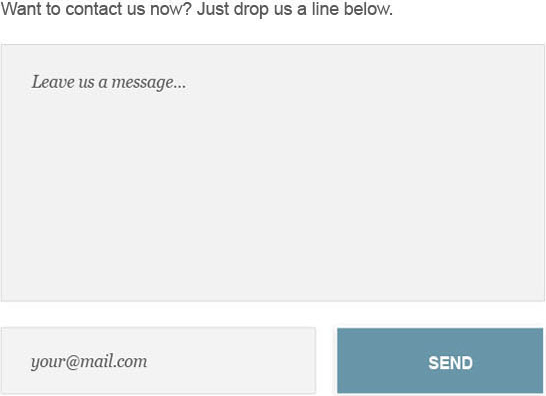 Want to contact us now? Just drop us a line below.
Leave us a message...
your@mail.com
SEND